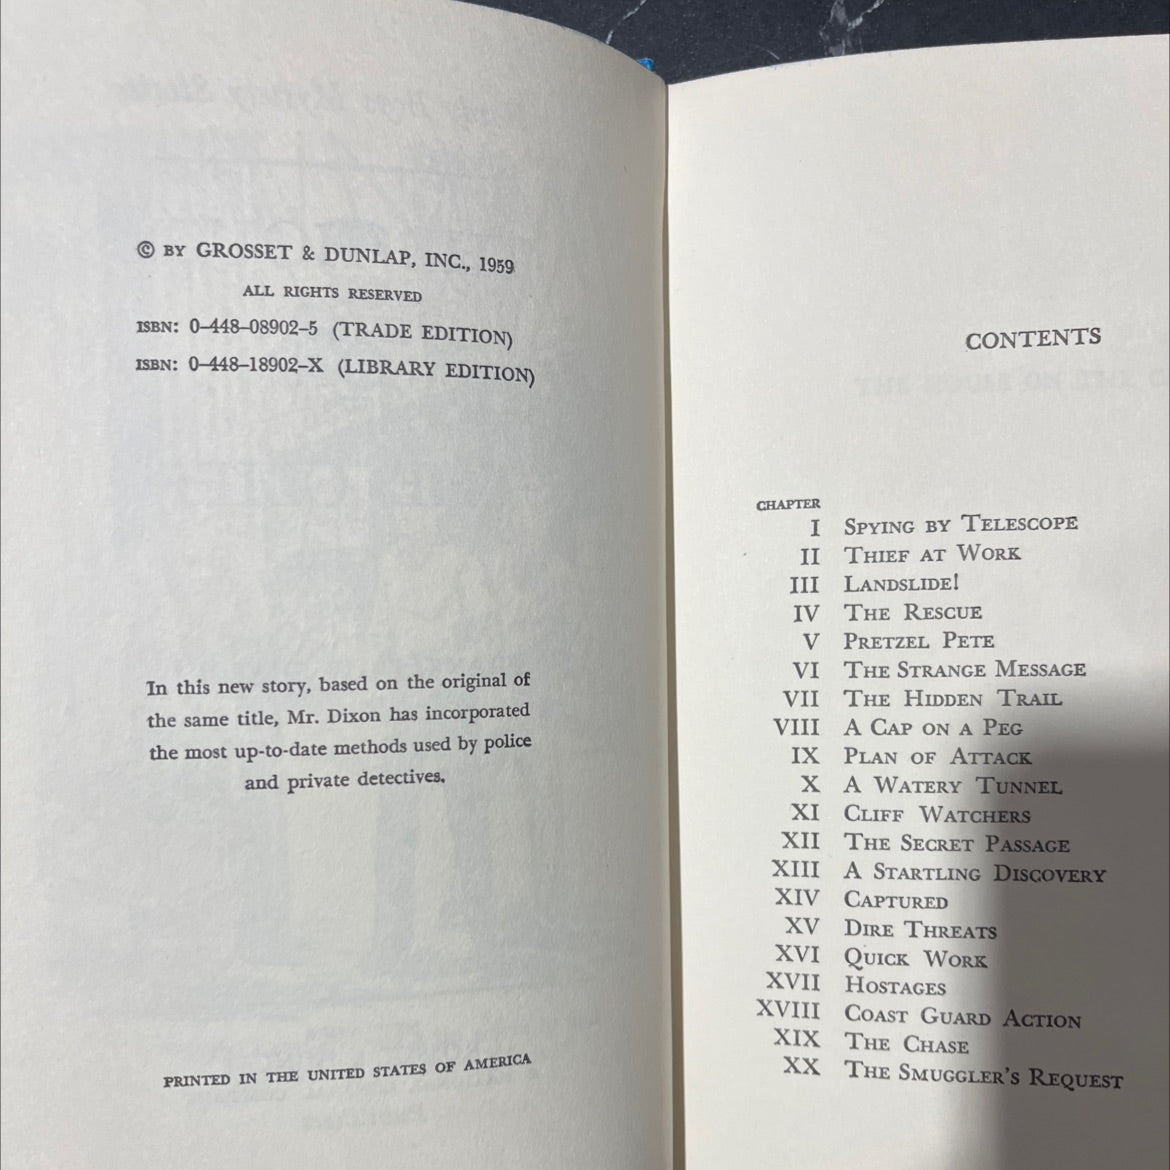 © BY GROSSET & DUNLAP, INC., 1959
ALL RIGHTS RESERVED
ISBN: 0-448-08902-5 (TRADE EDITION)
ISBN: 0-448-18902-X (LIBRARY EDITION)
In this new story, based on the original of
the same title, Mr. Dixon has incorporated
the most up-to-date methods used by police
and private detectives.
PRINTED IN THE UNITED STATES OF AMERICA
CONTENTS
CHAPTER
I SPYING BY TELESCOPE
II THIEF AT WORK
III LANDSLIDE!
IV THE RESCUE
V PRETZEL PETE
VI THE STRANGE MESSAGE
VII THE HIDDEN TRAIL
VIII A CAP ON A PEG
IX PLAN OF ATTACK
X A WATERY TUNNEL
XI CLIFF WATCHERS
XII THE SECRET PASSAGE
XIII A STARTLING DISCOVERY
XIV CAPTURED
XV DIRE THREATS
XVI QUICK WORK
XVII HOSTAGES
XVIII COAST GUARD ACTION
XIX THE CHASE
XX THE SMUGGLER'S REQUEST